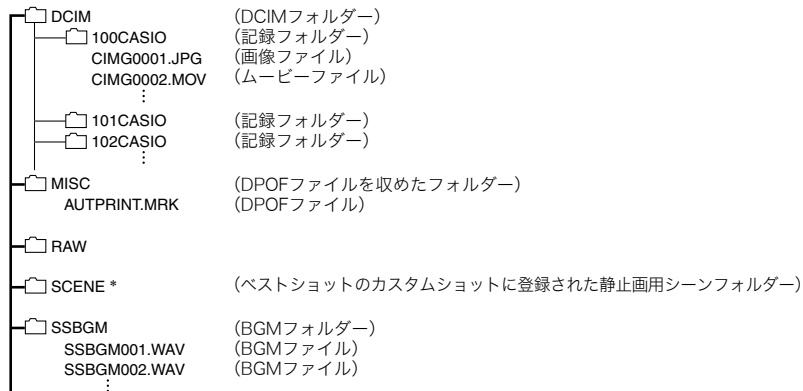 DCIM (DCIMフォルダー)
100CASIO (記録フォルダー)
CIMG0001.JPG (画像ファイル)
CIMG0002.MOV (ムービーファイル)
⋮
101CASIO (記録フォルダー)
102CASIO (記録フォルダー)
⋮
MISC (DPOFファイルを収めたフォルダー)
AUTPRINT.MRK (DPOFファイル)
RAW
SCENE * (ベストショットのカスタムショットに登録された静止画用シーンフォルダー)
SSBGM (BGMフォルダー)
SSBGM001.WAV (BGMファイル)
SSBGM002.WAV (BGMファイル)
⋮